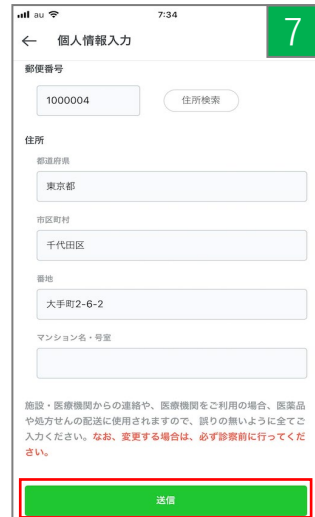 au 7:34
7
← 個人情報入力
郵便番号
1000004 住所検索
住所
都道府県
東京都
市区町村
千代田区
番地
大手町2-6-2
マンション名・号室
施設・医療機関からの連絡や、医療機関をご利用の場合、医薬品
や処方せんの配送に使用されますので、誤りの無いように全てご
入力ください。なお、変更する場合は、必ず診察前に行ってくだ
さい。
送信